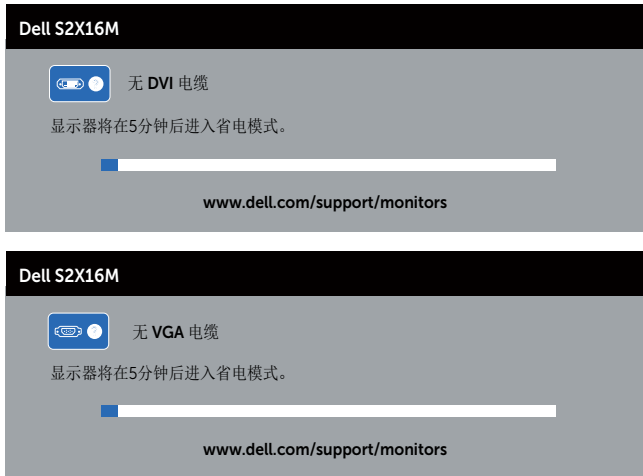 Dell S2X16M
无 DVI 电缆
显示器将在5分钟后进入省电模式。
www.dell.com/support/monitors
Dell S2X16M
无 VGA 电缆
显示器将在5分钟后进入省电模式。
www.dell.com/support/monitors